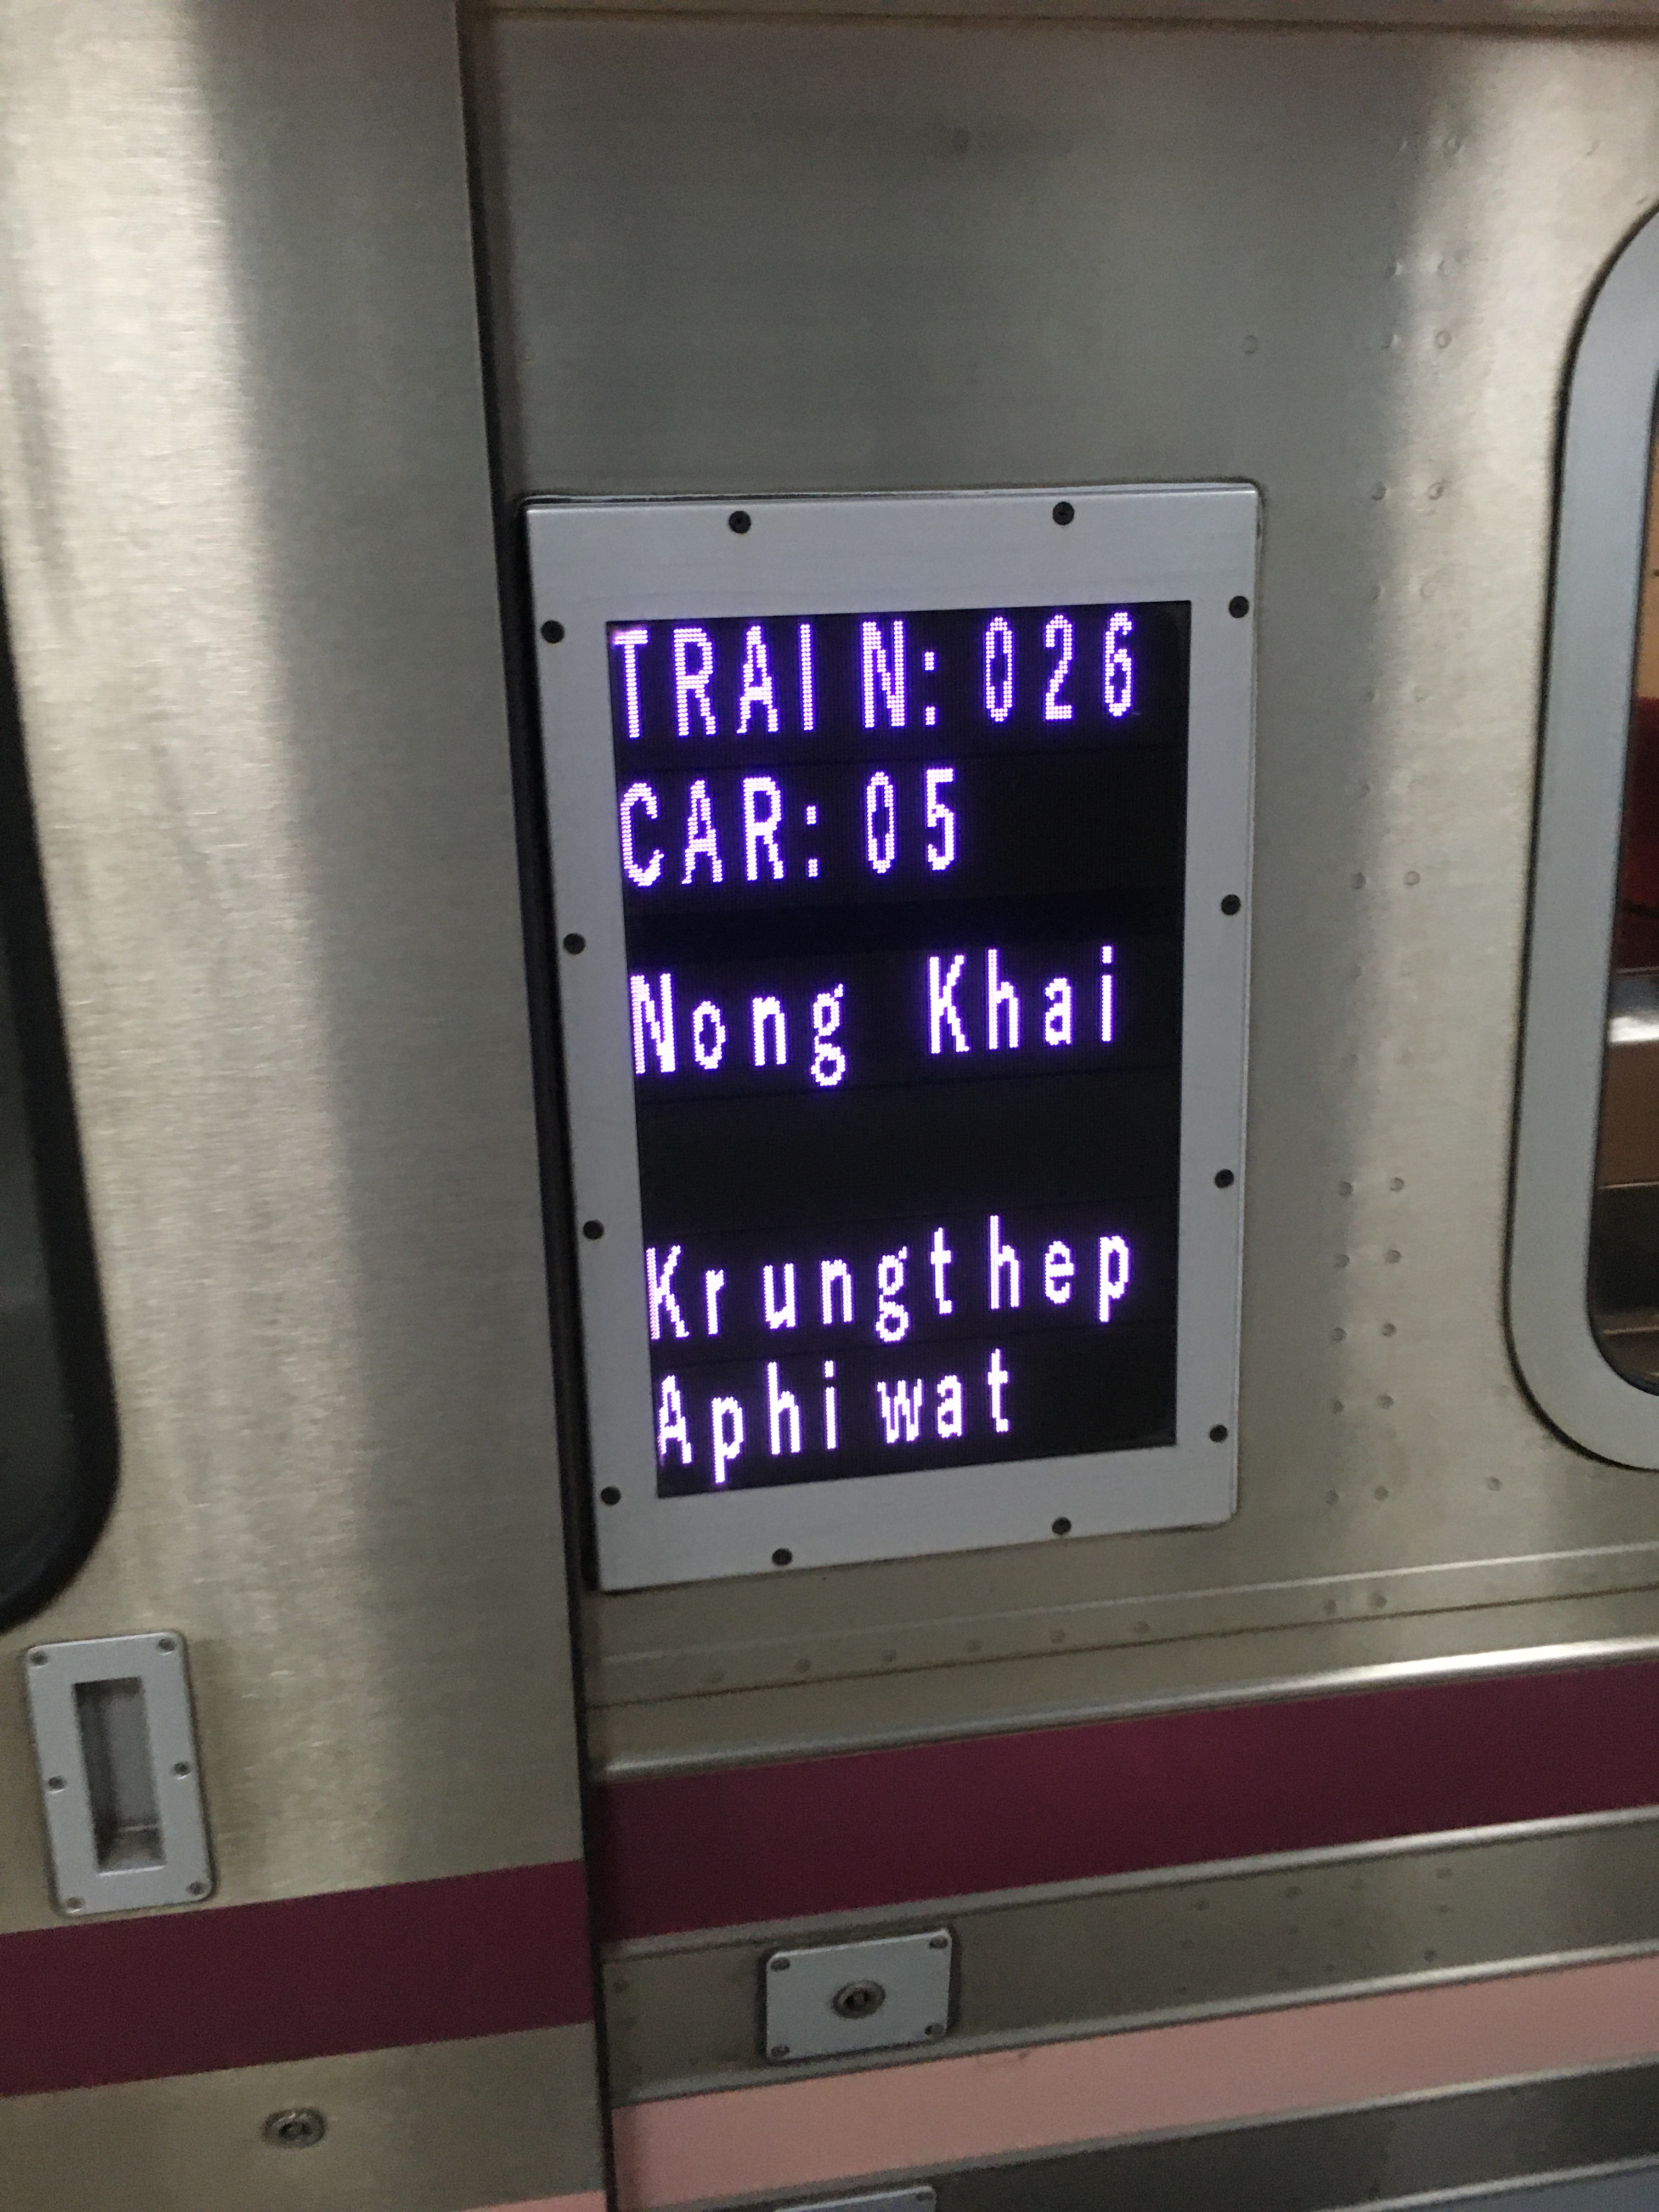 TRAIN: 026
CAR: 05
Nong Khai
Krungthep
Aphiwat